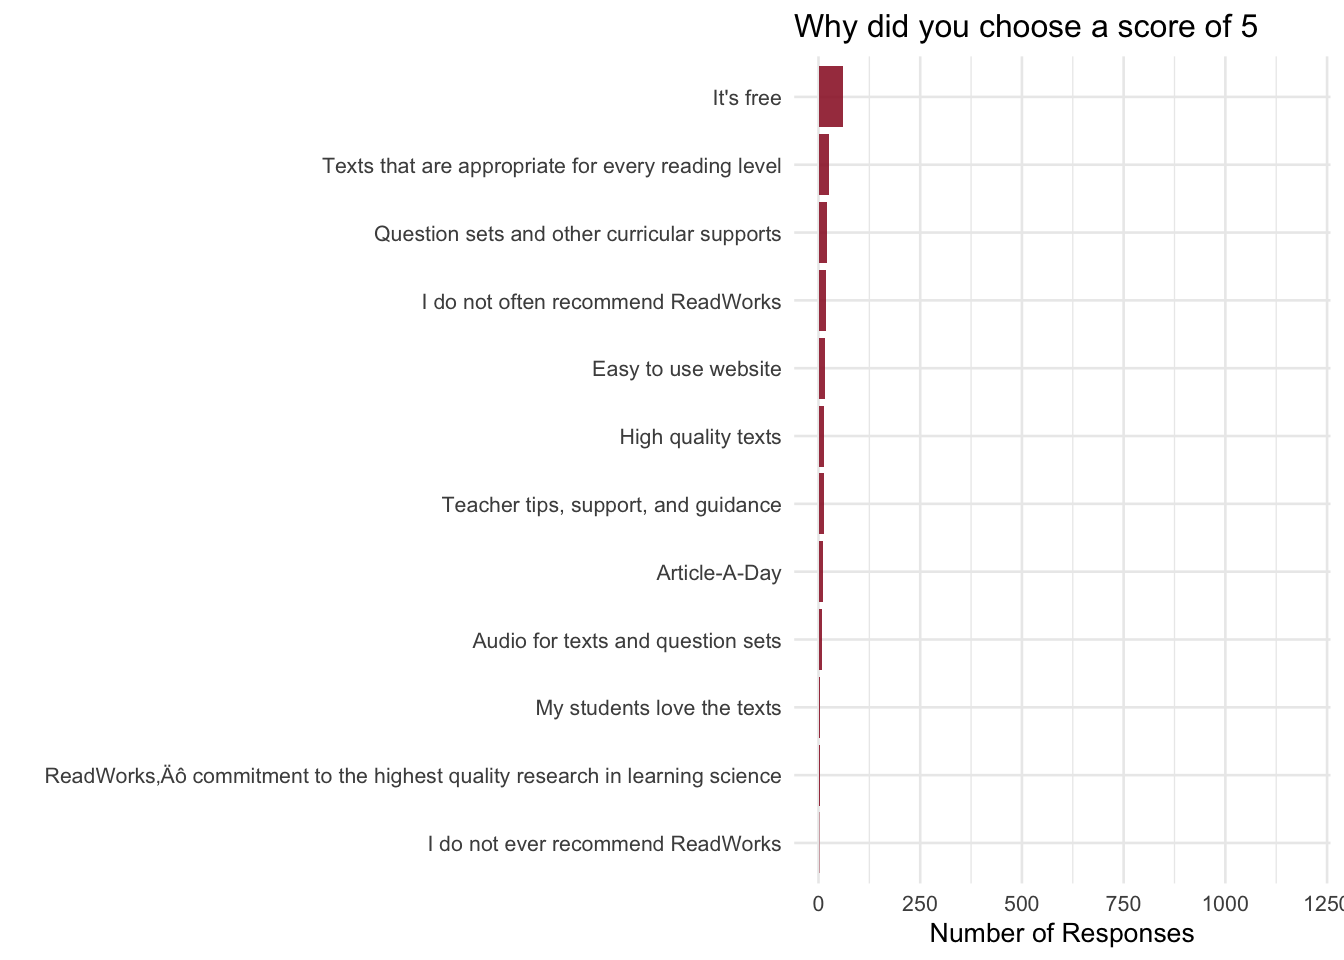 Why did you choose a score of 5
It's free
Texts that are appropriate for every reading level
Question sets and other curricular supports
I do not often recommend ReadWorks
Easy to use website
High quality texts
Teacher tips, support, and guidance
Article-A-Day
Audio for texts and question sets
My students love the texts
ReadWorks‚Äô commitment to the highest quality research in learning science
I do not ever recommend ReadWorks
0 250 500 750 1000 1250
Number of Responses